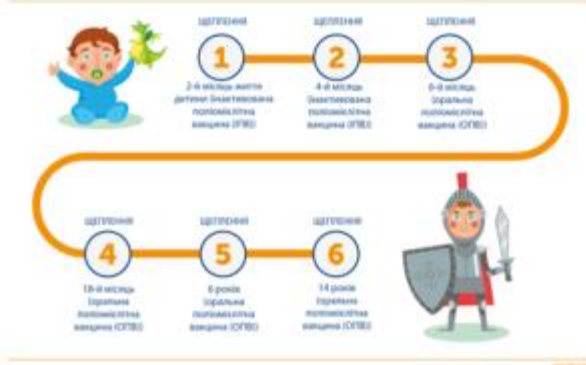 ЩЕПЛЕННЯ
1
2-й місяць життя
дитини (інактивована
поліомієлітна
вакцина (ІПВ))
ЩЕПЛЕННЯ
2
4-й місяць
(інактивована
поліомієлітна
вакцина (ІПВ))
ЩЕПЛЕННЯ
3
6-й місяць
(оральна
поліомієлітна
вакцина (ОПВ))
ЩЕПЛЕННЯ
4
18-й місяць
(оральна
поліомієлітна
вакцина (ОПВ))
ЩЕПЛЕННЯ
5
6 років
(оральна
поліомієлітна
вакцина (ОПВ))
ЩЕПЛЕННЯ
6
14 років
(оральна
поліомієлітна
вакцина (ОПВ))